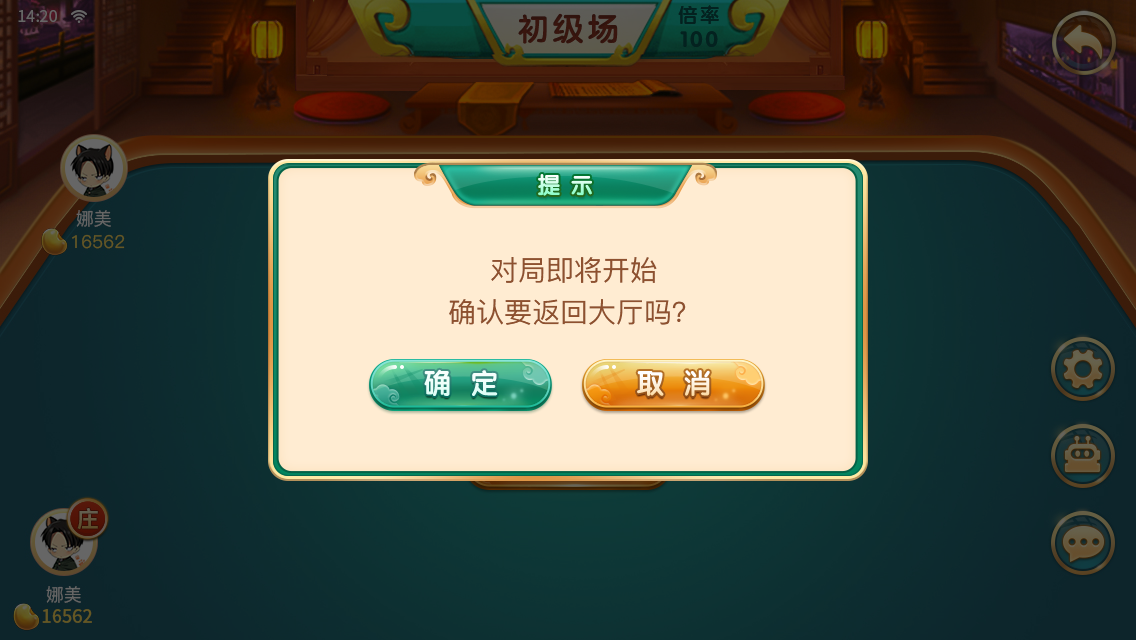 14:20
初级场
倍率
100
娜美
16562
提示
对局即将开始
确认要返回大厅吗?
确定
取消
庄
娜美
16562